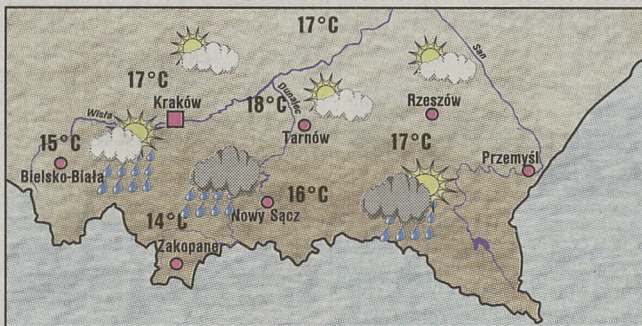 17°C
San
17°C
Kraków
Dunajec
18°C
Rzeszów
Wisła
Tarnów
15°C
17°C
Przemyśl
Bielsko-Biała
16°C
Nowy Sącz
14°C
Zakopane